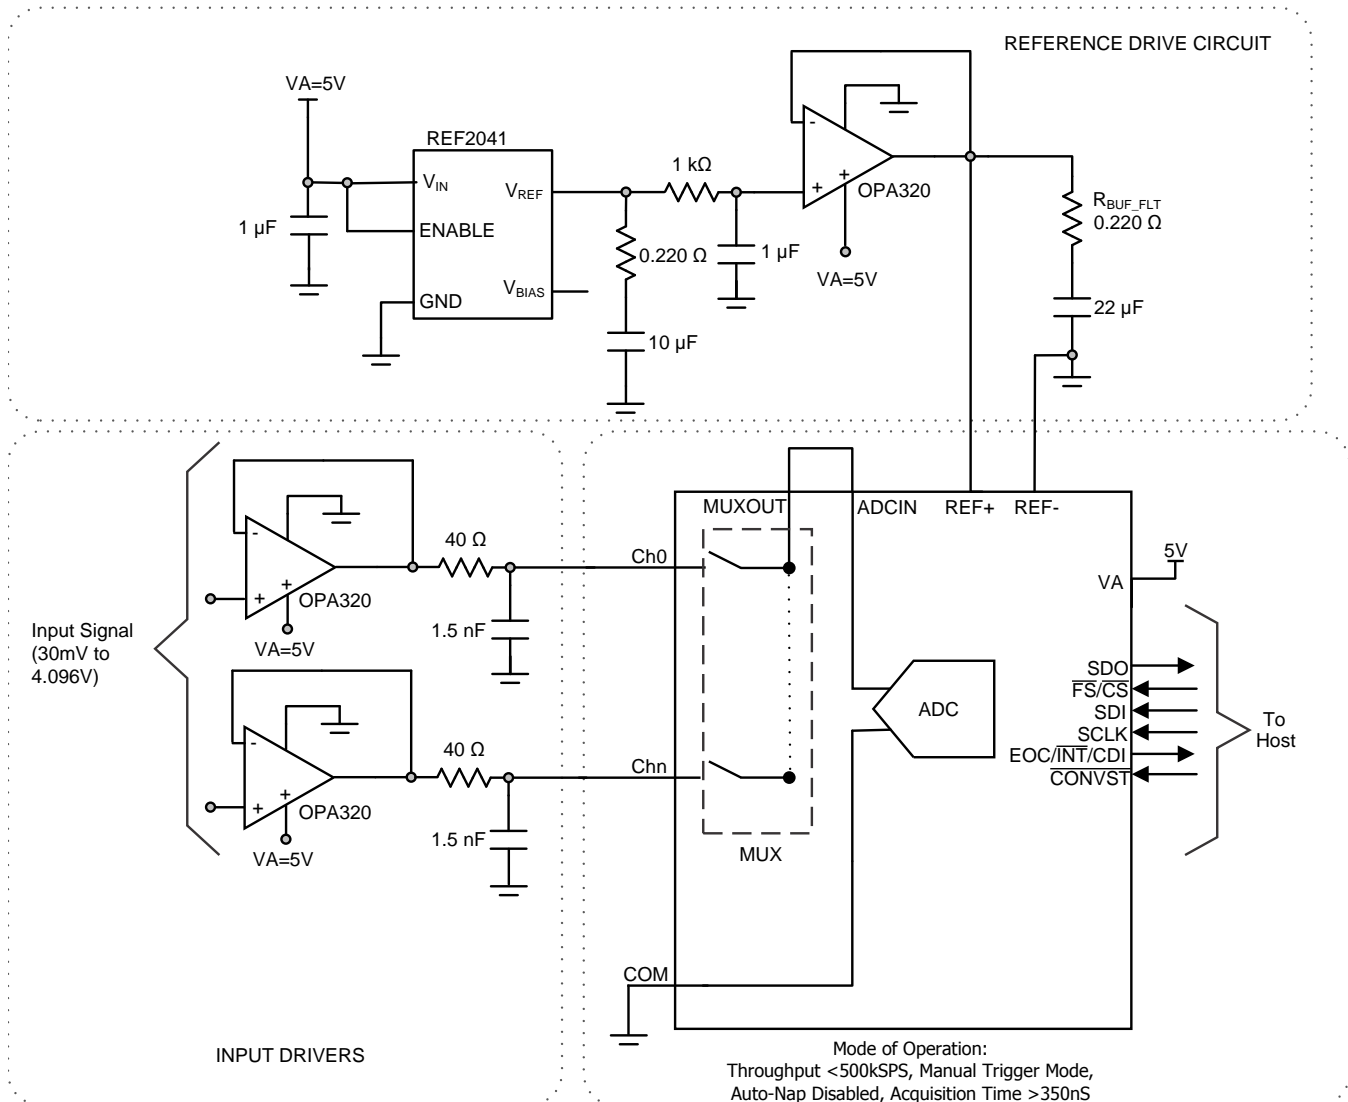 REFERENCE DRIVE CIRCUIT
VA=5V
REF2041
VIN
VREF
ENABLE
GND
VBIAS
1 µF
0.220 Ω
10 µF
1 kΩ
1 µF
-
+
+
OPA320
VA=5V
RBUF_FLT
0.220 Ω
22 µF
Input Signal
(30mV to
4.096V)
-
+
+
OPA320
VA=5V
40 Ω
1.5 nF
-
+
+
OPA320
VA=5V
40 Ω
1.5 nF
INPUT DRIVERS
Ch0
Chn
MUXOUT
ADCIN
REF+
REF-
MUX
ADC
COM
5V
VA
SDO
FS/CS
SDI
SCLK
EOC/INT/CDI
CONVST
To
Host
Mode of Operation:
Throughput <500kSPS, Manual Trigger Mode,
Auto-Nap Disabled, Acquisition Time >350nS